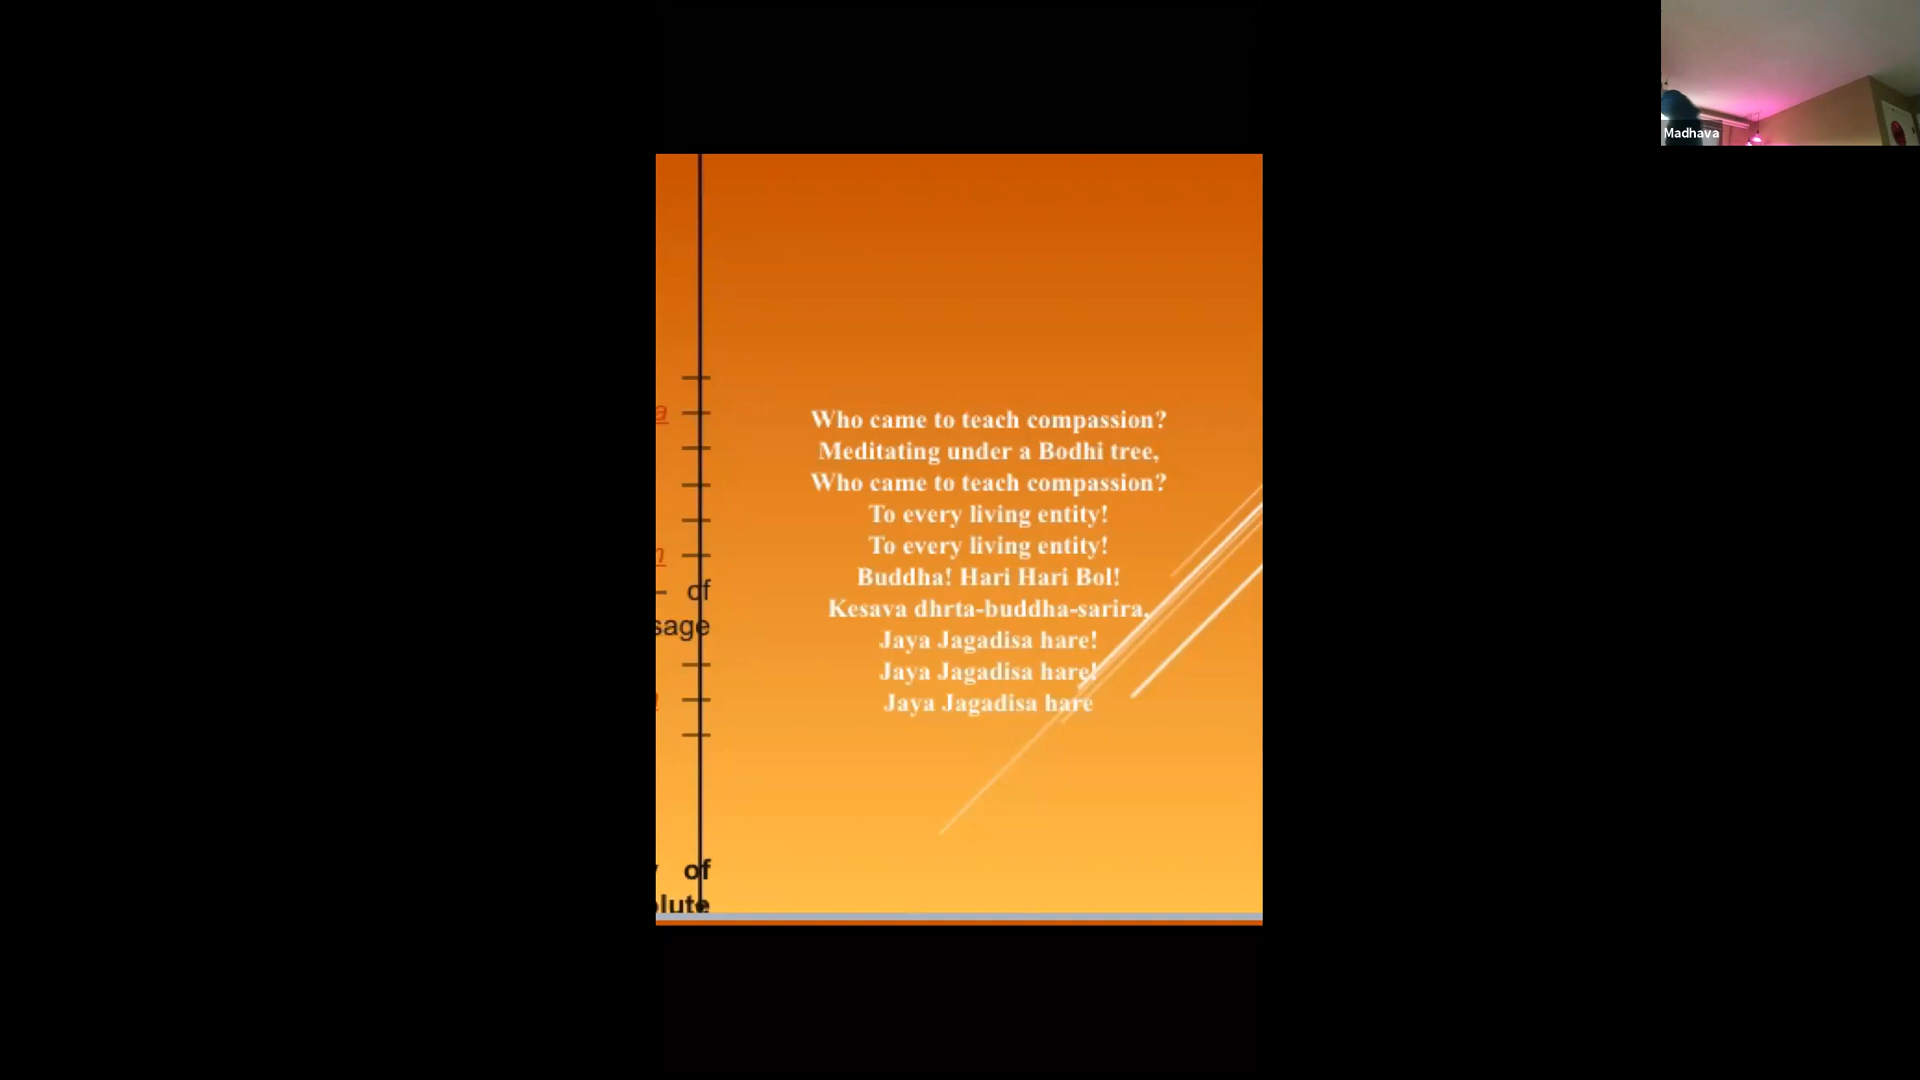 Madhava
Who came to teach compassion?
Meditating under a Bodhi tree,
Who came to teach compassion?
To every living entity!
To every living entity!
Buddha! Hari Hari Bol!
Kesava dhrta-buddha-sarira,
Jaya Jagadisa hare!
Jaya Jagadisa hare!
Jaya Jagadisa hare
of
of